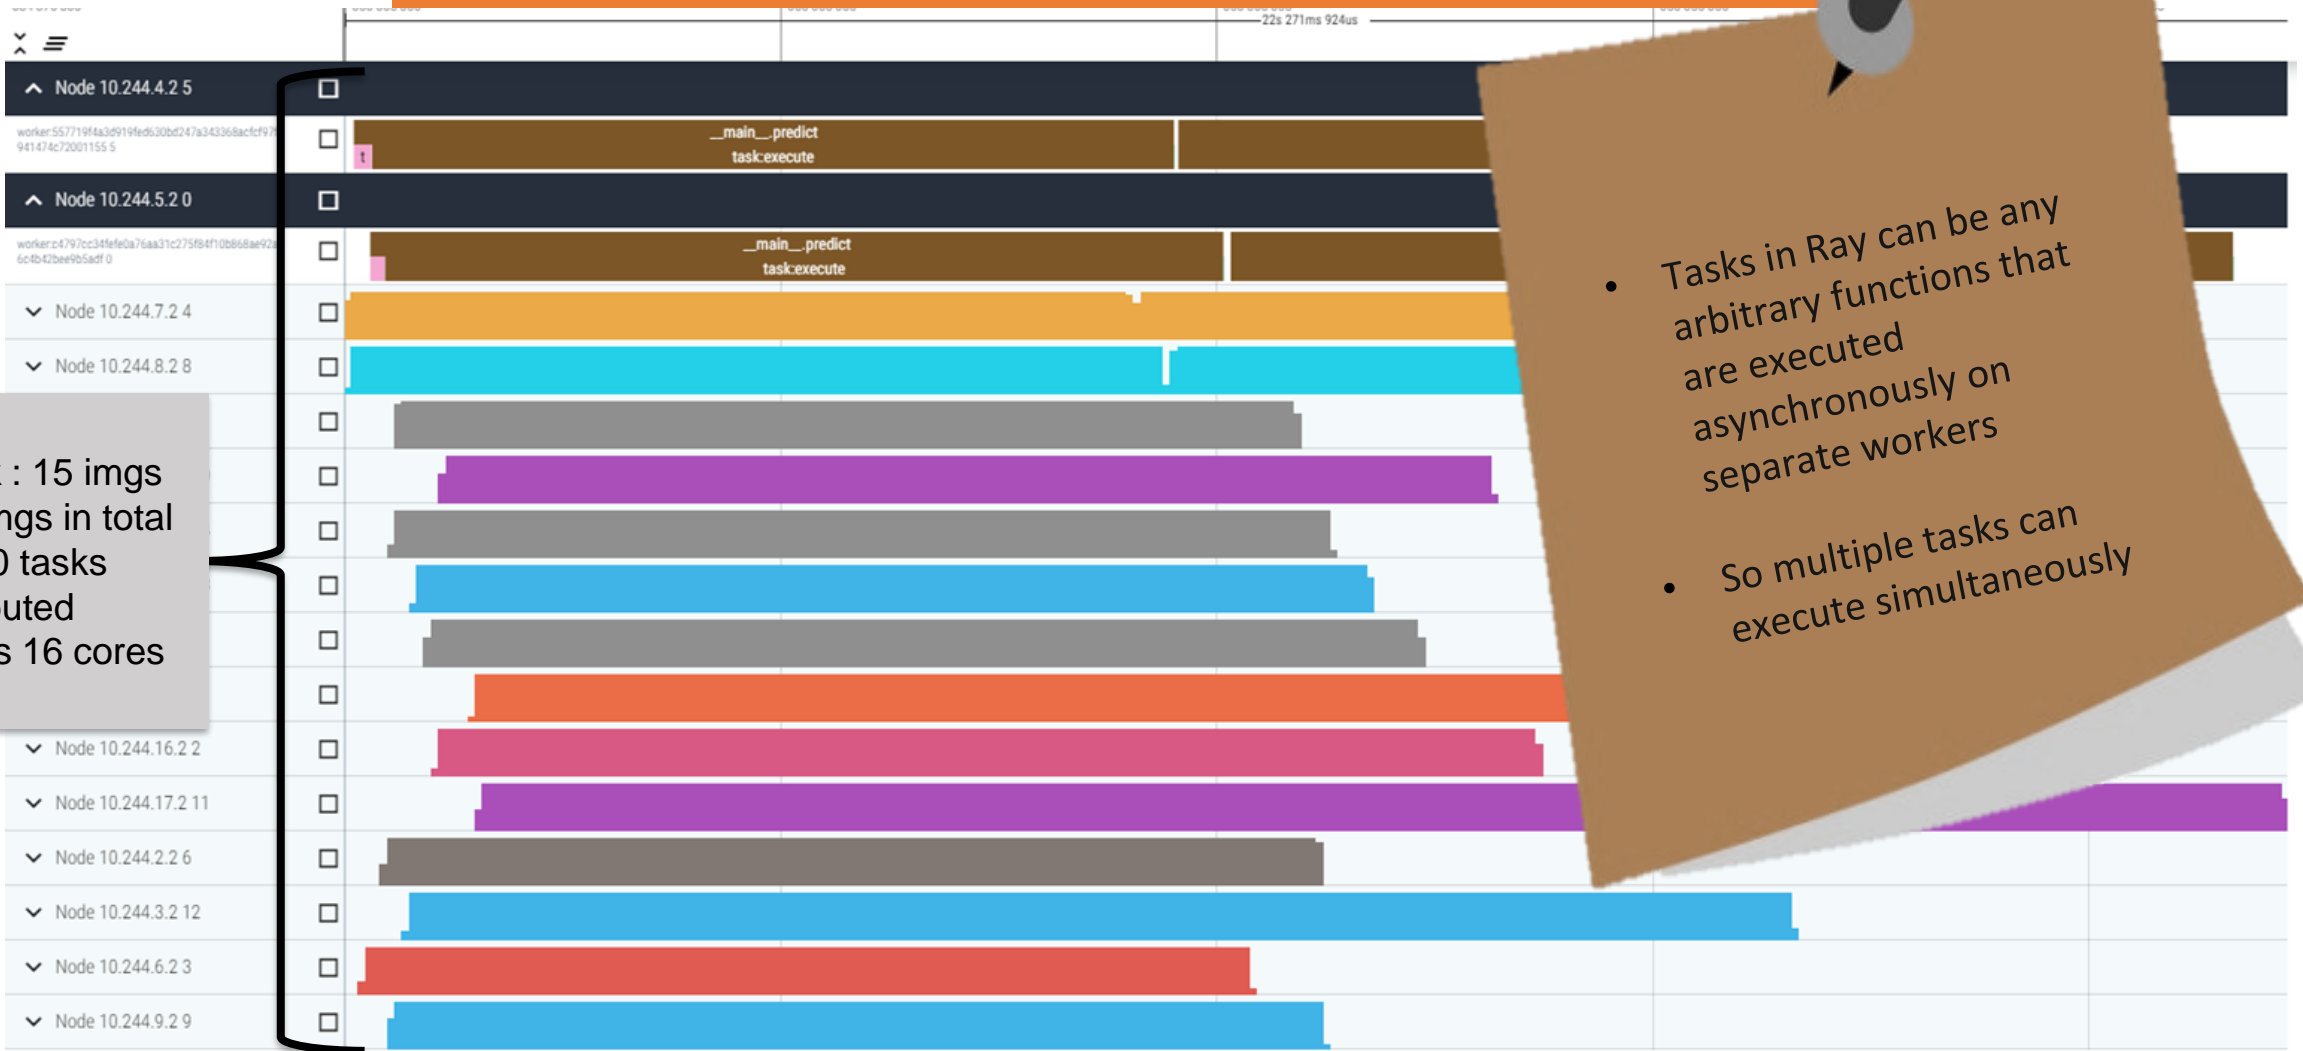 22s 271ms 924us
Node 10.244.4.2 5
941474c72001155 5
__main__.predict
task:execute
t
Node 10.244.5.2 0
6c4b42bee9b5adf 0
__main__.predict
task:execute
Node 10.244.7.2 4
Node 10.244.8.2 8
: 15 imgs
in total
tasks
16 cores
Node 10.244.16.2 2
Node 10.244.17.2 11
Node 10.244.2.2 6
Node 10.244.3.2 12
Node 10.244.6.2 3
Node 10.244.9.2 9
• Tasks in Ray can be any
arbitrary functions that
are executed
asynchronously on
separate workers
• So multiple tasks can
execute simultaneously